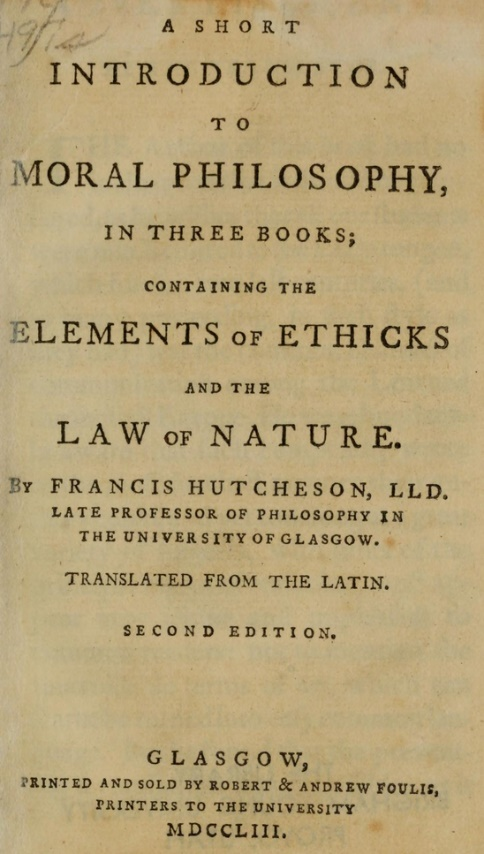 A SHORT
INTRODUCTION
TO
MORAL PHILOSOPHY,
IN THREE BOOKS;
CONTAINING THE
ELEMENTS OF ETHICKS
AND THE
LAW OF NATURE.
By FRANCIS HUTCHESON, LLD.
LATE PROFESSOR OF PHILOSOPHY IN
THE UNIVERSITY OF GLASGOW.
TRANSLATED FROM THE LATIN.
SECOND EDITION.
GLASGOW,
PRINTED AND SOLD BY ROBERT & ANDREW FOULIS,
PRINTERS TO THE UNIVERSITY
MDCCLIII.